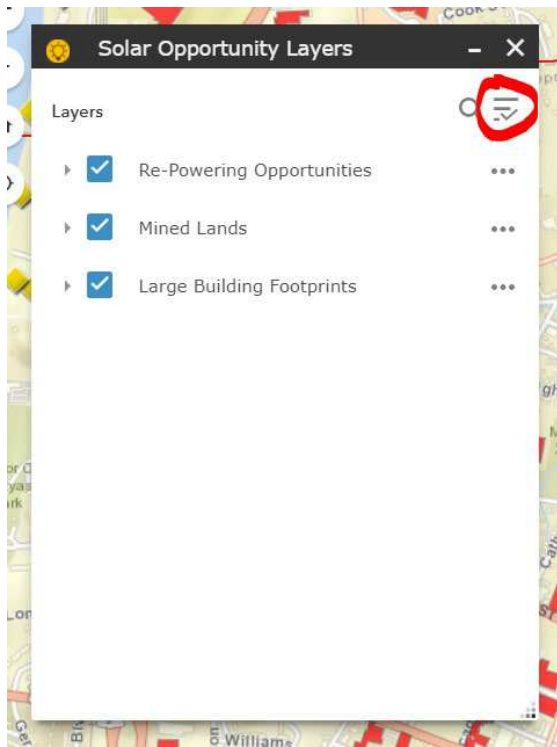 Cook
Solar Opportunity Layers
Layers
Re-Powering Opportunities
Mined Lands
Large Building Footprints
Williams